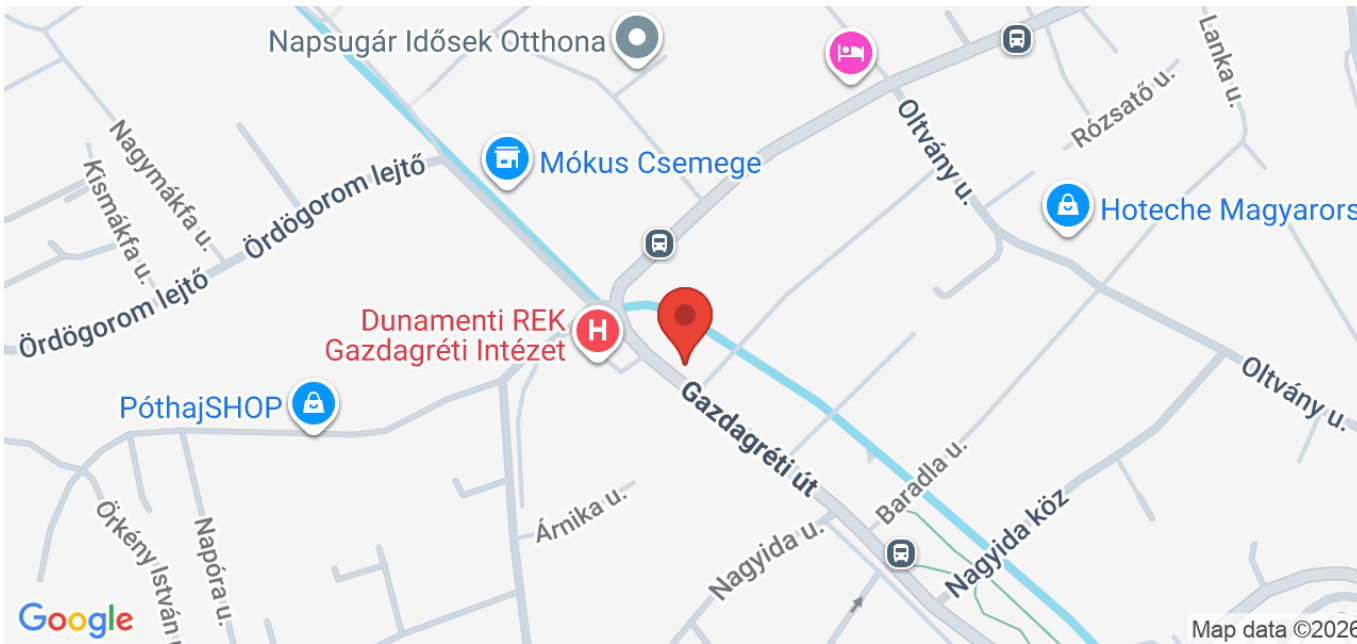 Napsugár Idősek Otthona
Lanka u.
Rózsatő u.
Oltvány u.
Nagymákfa u.
Kismákfa u.
Ördögorom lejtő
Mókus Csemege
Hoteche Magyarors
Ördögorom lejtő
Dunamenti REK
Gazdagréti Intézet
H
PóthajSHOP
Gazdagréti út
Oltvány u.
Baradla u.
Árnika u.
Nagyida u.
Nagyida köz
Örkény István
Napóra u.
Google
Map data ©2026